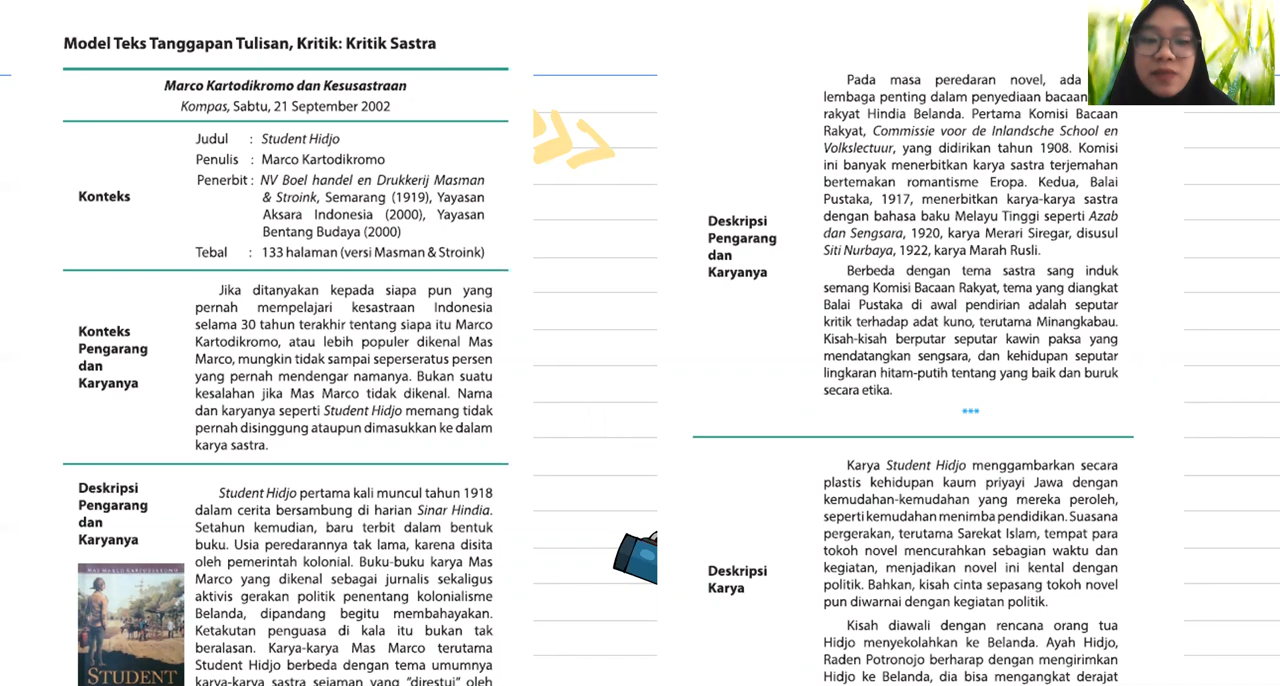 Model Teks Tanggapan Tulisan, Kritik: Kritik Sastra
Marco Kartodikromo dan Kesusastraan
Kompas, Sabtu, 21 September 2002
Konteks
Judul : Student Hidjo
Penulis : Marco Kartodikromo
Penerbit : NV Boel handel en Drukkerij Masman
& Stroink, Semarang (1919), Yayasan
Aksara Indonesia (2000), Yayasan
Bentang Budaya (2000)
Tebal : 133 halaman (versi Masman & Stroink)
Konteks
Pengarang
dan
Karyanya
Jika ditanyakan kepada siapa pun yang
pernah mempelajari kesastraan Indonesia
selama 30 tahun terakhir tentang siapa itu Marco
Kartodikromo, atau lebih populer dikenal Mas
Marco, mungkin tidak sampai seperseratus persen
yang pernah mendengar namanya. Bukan suatu
kesalahan jika Mas Marco tidak dikenal. Nama
dan karyanya seperti Student Hidjo memang tidak
pernah disinggung ataupun dimasukkan ke dalam
karya sastra.
Deskripsi
Pengarang
dan
Karyanya
MAS MARCO KARTODIKROMO
STUDENT
Student Hidjo pertama kali muncul tahun 1918
dalam cerita bersambung di harian Sinar Hindia.
Setahun kemudian, baru terbit dalam bentuk
buku. Usia peredarannya tak lama, karena disita
oleh pemerintah kolonial. Buku-buku karya Mas
Marco yang dikenal sebagai jurnalis sekaligus
aktivis gerakan politik penentang kolonialisme
Belanda, dipandang begitu membahayakan.
Ketakutan penguasa di kala itu bukan tak
beralasan. Karya-karya Mas Marco terutama
Student Hidjo berbeda dengan tema umumnya
karya-karya sastra sejaman yang "direstui" oleh
Deskripsi
Pengarang
dan
Karyanya
Pada masa peredaran novel, ada
lembaga penting dalam penyediaan bacaan
rakyat Hindia Belanda. Pertama Komisi Bacaan
Rakyat, Commissie voor de Inlandsche School en
Volkslectuur, yang didirikan tahun 1908. Komisi
ini banyak menerbitkan karya sastra terjemahan
bertemakan romantisme Eropa. Kedua, Balai
Pustaka, 1917, menerbitkan karya-karya sastra
dengan bahasa baku Melayu Tinggi seperti Azab
dan Sengsara, 1920, karya Merari Siregar, disusul
Siti Nurbaya, 1922, karya Marah Rusli.
Berbeda dengan tema sastra sang induk
semang Komisi Bacaan Rakyat, tema yang diangkat
Balai Pustaka di awal pendirian adalah seputar
kritik terhadap adat kuno, terutama Minangkabau.
Kisah-kisah berputar seputar kawin paksa yang
mendatangkan sengsara, dan kehidupan seputar
lingkaran hitam-putih tentang yang baik dan buruk
secara etika.
***
Deskripsi
Karya
Karya Student Hidjo menggambarkan secara
plastis kehidupan kaum priyayi Jawa dengan
kemudahan-kemudahan yang mereka peroleh,
seperti kemudahan menimba pendidikan. Suasana
pergerakan, terutama Sarekat Islam, tempat para
tokoh novel mencurahkan sebagian waktu dan
kegiatan, menjadikan novel ini kental dengan
politik. Bahkan, kisah cinta sepasang tokoh novel
pun diwarnai dengan kegiatan politik.
Kisah diawali dengan rencana orang tua
Hidjo menyekolahkan ke Belanda. Ayah Hidjo,
Raden Potronojo berharap dengan mengirimkan
Hidjo ke Belanda, dia bisa mengangkat derajat